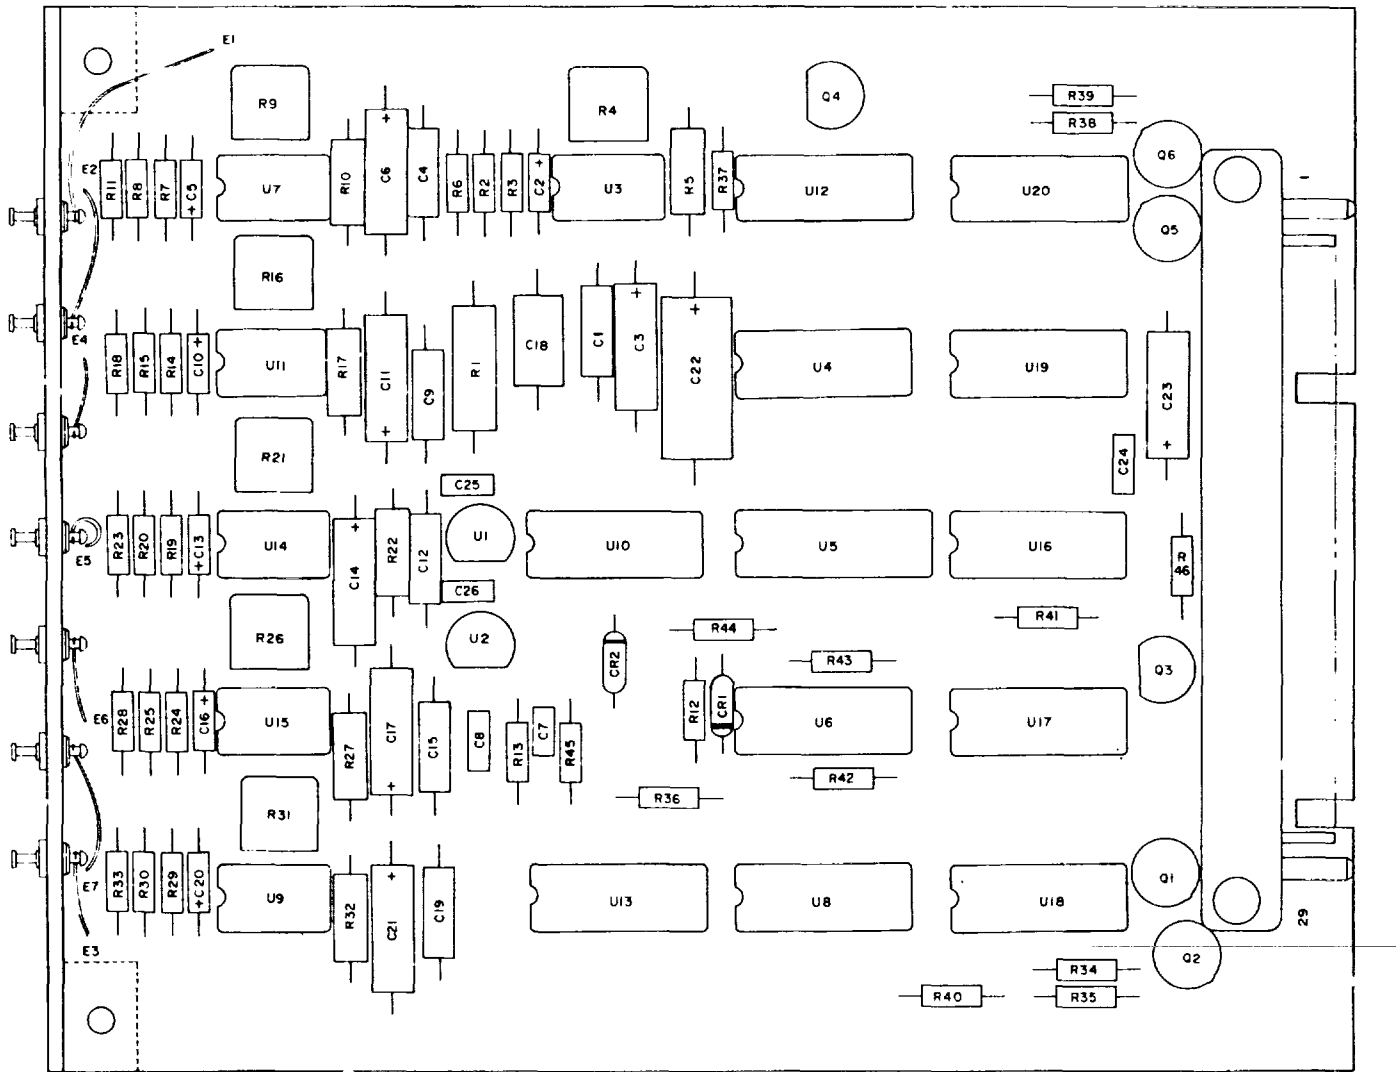 E1
R9
R4
Q4
R39
R38
Q6
E2
R11
R8
R7
+C5
U7
R10
C6
C4
R6
R2
R3
C2 +
U3
R5
R37
U12
U20
Q5
R16
E4
R18
R15
R14
C10 +
U11
R17
C11
+
C9
R1
C18
C1
+
C3
+
C22
U4
U19
C23
+
C24
R21
C25
E5
R23
R20
R19
+C13
U14
+
C14
R22
C12
U1
C26
U10
U5
U16
R
46
R26
U2
CR2
R44
R41
R43
Q3
E6
R28
R25
R24
C16 +
U15
R27
C17
+
C15
C8
R13
C7
R45
R12
CR1
U6
U17
R42
R36
R31
E7
R33
R30
R29
+C20
U9
R32
+
C21
C19
U13
U8
U18
Q1
29
E3
Q2
R34
R40
R35